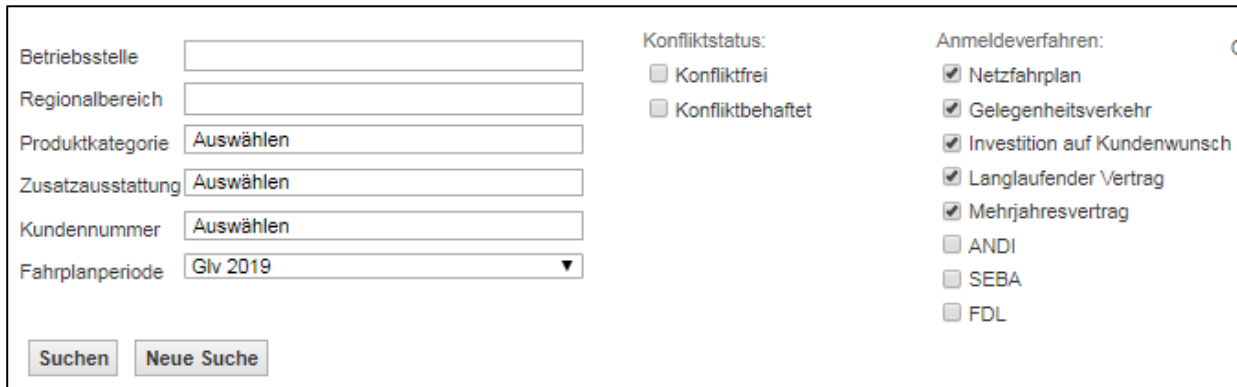 Betriebsstelle
Regionalbereich
Produktkategorie Auswählen
Zusatzausstattung Auswählen
Kundennummer Auswählen
Fahrplanperiode Glv 2019
Suchen Neue Suche
Konfliktstatus:
Konfliktfrei
Konfliktbehaftet
Anmeldeverfahren:
Netzfahrplan
Gelegenheitsverkehr
Investition auf Kundenwunsch
Langlaufender Vertrag
Mehrjahresvertrag
ANDI
SEBA
FDL